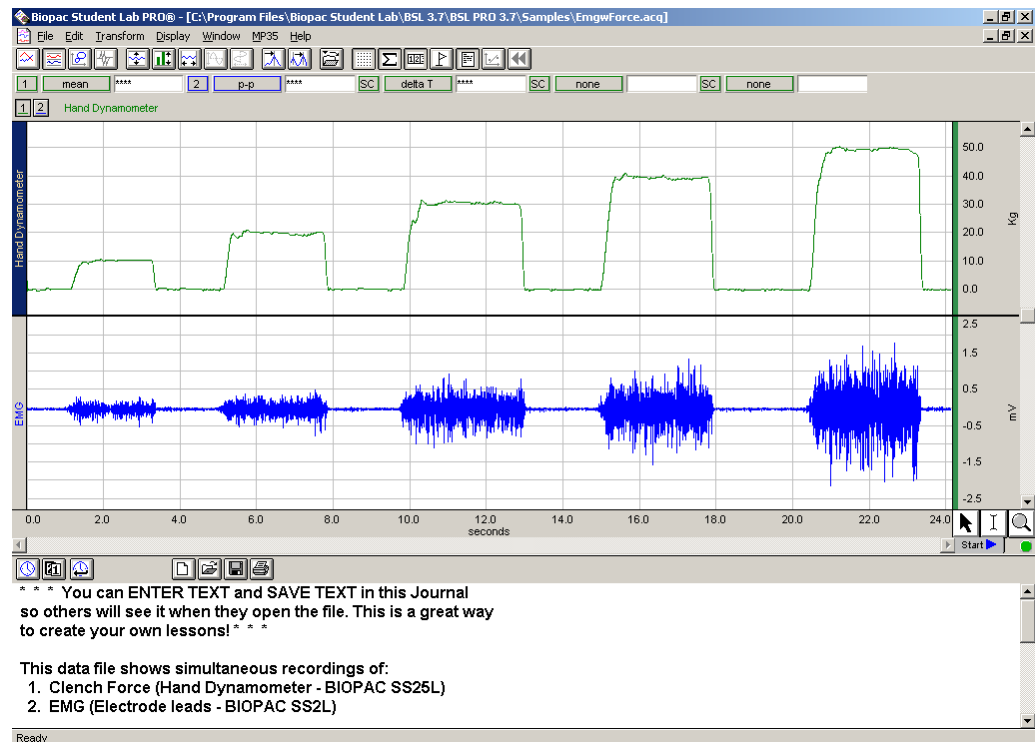 Biopac Student Lab PRO® - [C:\Program Files\Biopac Student Lab\BSL 3.7\BSL PRO 3.7\Samples\EmgwForce.acq]
File Edit Transform Display Window MP35 Help
1 mean **** 2 p-p **** SC delta T **** SC none SC none
1 2 Hand Dynamometer
Hand Dynamometer
50.0
40.0
30.0
20.0
10.0
0.0
Kg
EMG
2.5
1.5
0.5
-0.5
-1.5
-2.5
mV
0.0 2.0 4.0 6.0 8.0 10.0 12.0 14.0 16.0 18.0 20.0 22.0 24.0
seconds
Start
* * * You can ENTER TEXT and SAVE TEXT in this Journal
so others will see it when they open the file. This is a great way
to create your own lessons! * * *
This data file shows simultaneous recordings of:
1. Clench Force (Hand Dynamometer - BIOPAC SS25L)
2. EMG (Electrode leads - BIOPAC SS2L)
Ready